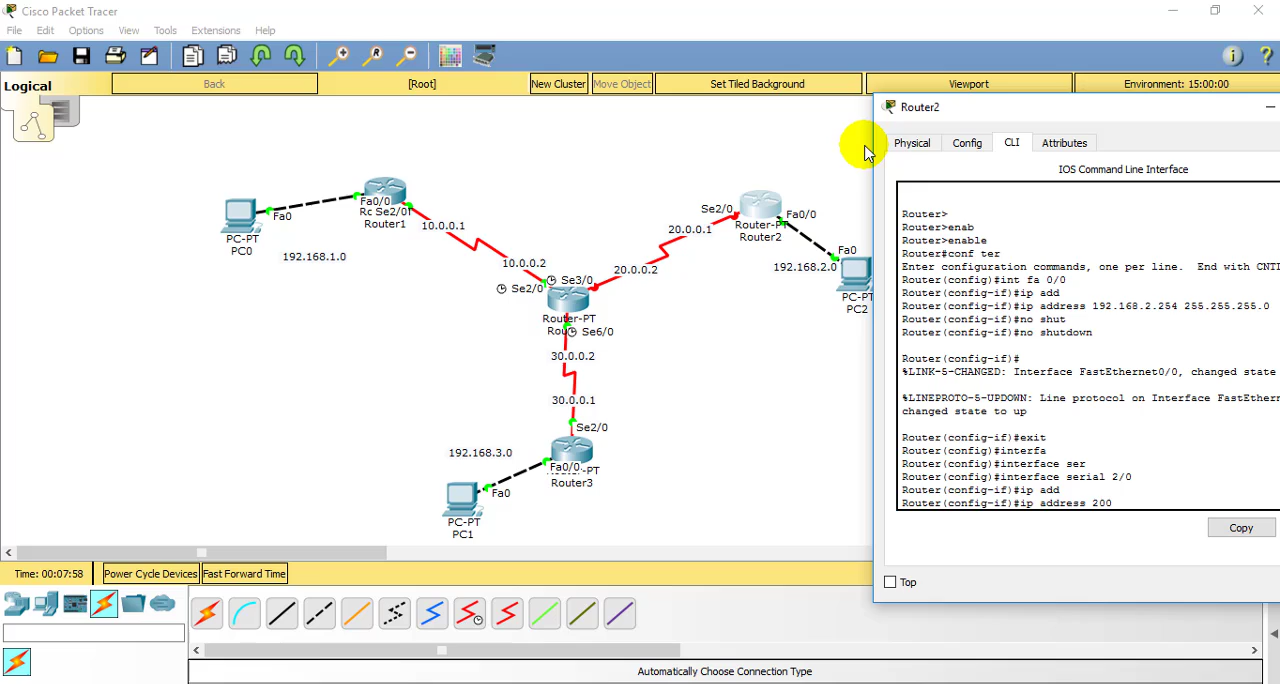 Cisco Packet Tracer
File Edit Options View Tools Extensions Help
Logical
Back
[Root]
New Cluster
Move Object
Set Tiled Background
Viewport
Environment: 15:00:00
Fa0
PC-PT
PC0
Fa0/0
Rc Se2/0
Router1
192.168.1.0
10.0.0.1
10.0.0.2
Se2/0
Se3/0
Router-PT
Se6/0
20.0.0.1
20.0.0.2
Se2/0
Fa0/0
Router-PT
Router2
Fa0
192.168.2.0
PC-PT
PC2
30.0.0.2
30.0.0.1
Se2/0
192.168.3.0
Fa0/0
Router3
Fa0
PC-PT
PC1
Router2
Physical
Config
CLI
Attributes
IOS Command Line Interface
Router>
Router>enab
Router>enable
Router#conf ter
Enter configuration commands, one per line. End with CNTL
Router(config)#int fa 0/0
Router(config-if)#ip add
Router(config-if)#ip address 192.168.2.254 255.255.255.0
Router(config-if)#no shut
Router(config-if)#no shutdown
Router(config-if)#
%LINK-5-CHANGED: Interface FastEthernet0/0, changed state
%LINEPROTO-5-UPDOWN: Line protocol on Interface FastEther
changed state to up
Router(config-if)#exit
Router(config)#interfa
Router(config)#interface ser
Router(config)#interface serial 2/0
Router(config-if)#ip add
Router(config-if)#ip address 200
Copy
Top
Time: 00:07:58
Power Cycle Devices
Fast Forward Time
Automatically Choose Connection Type